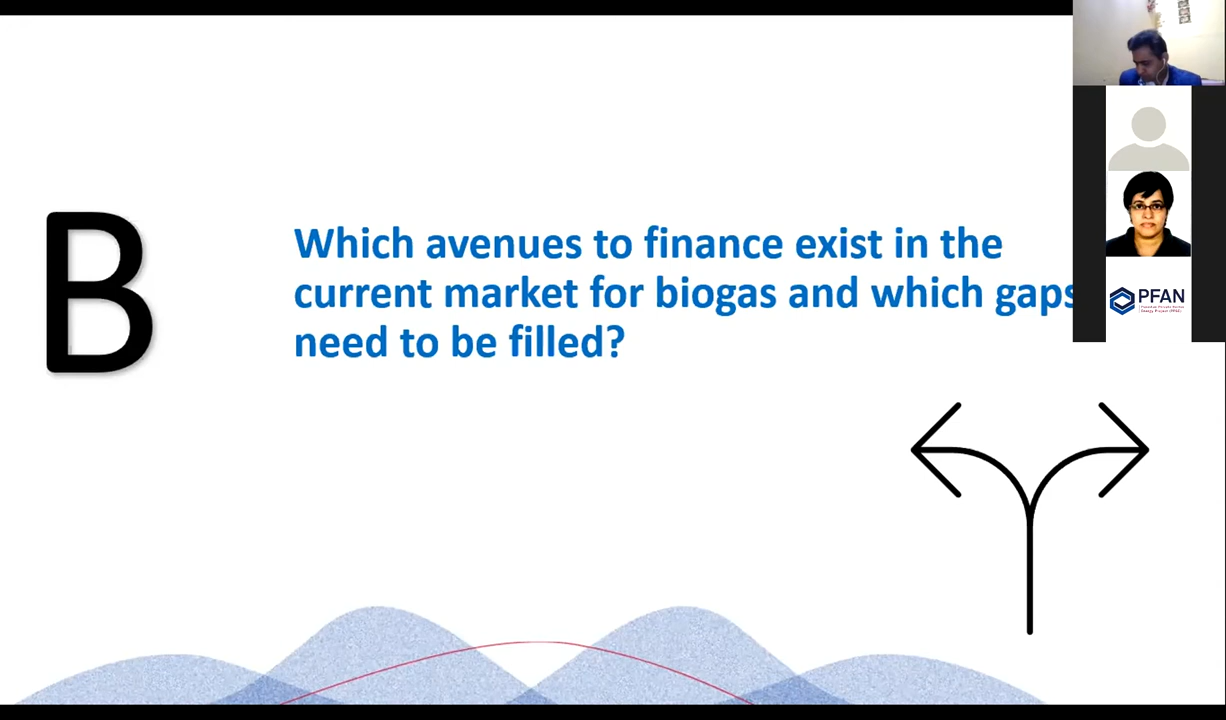 B
Which avenues to finance exist in the
current market for biogas and which gaps
need to be filled?
PFAN